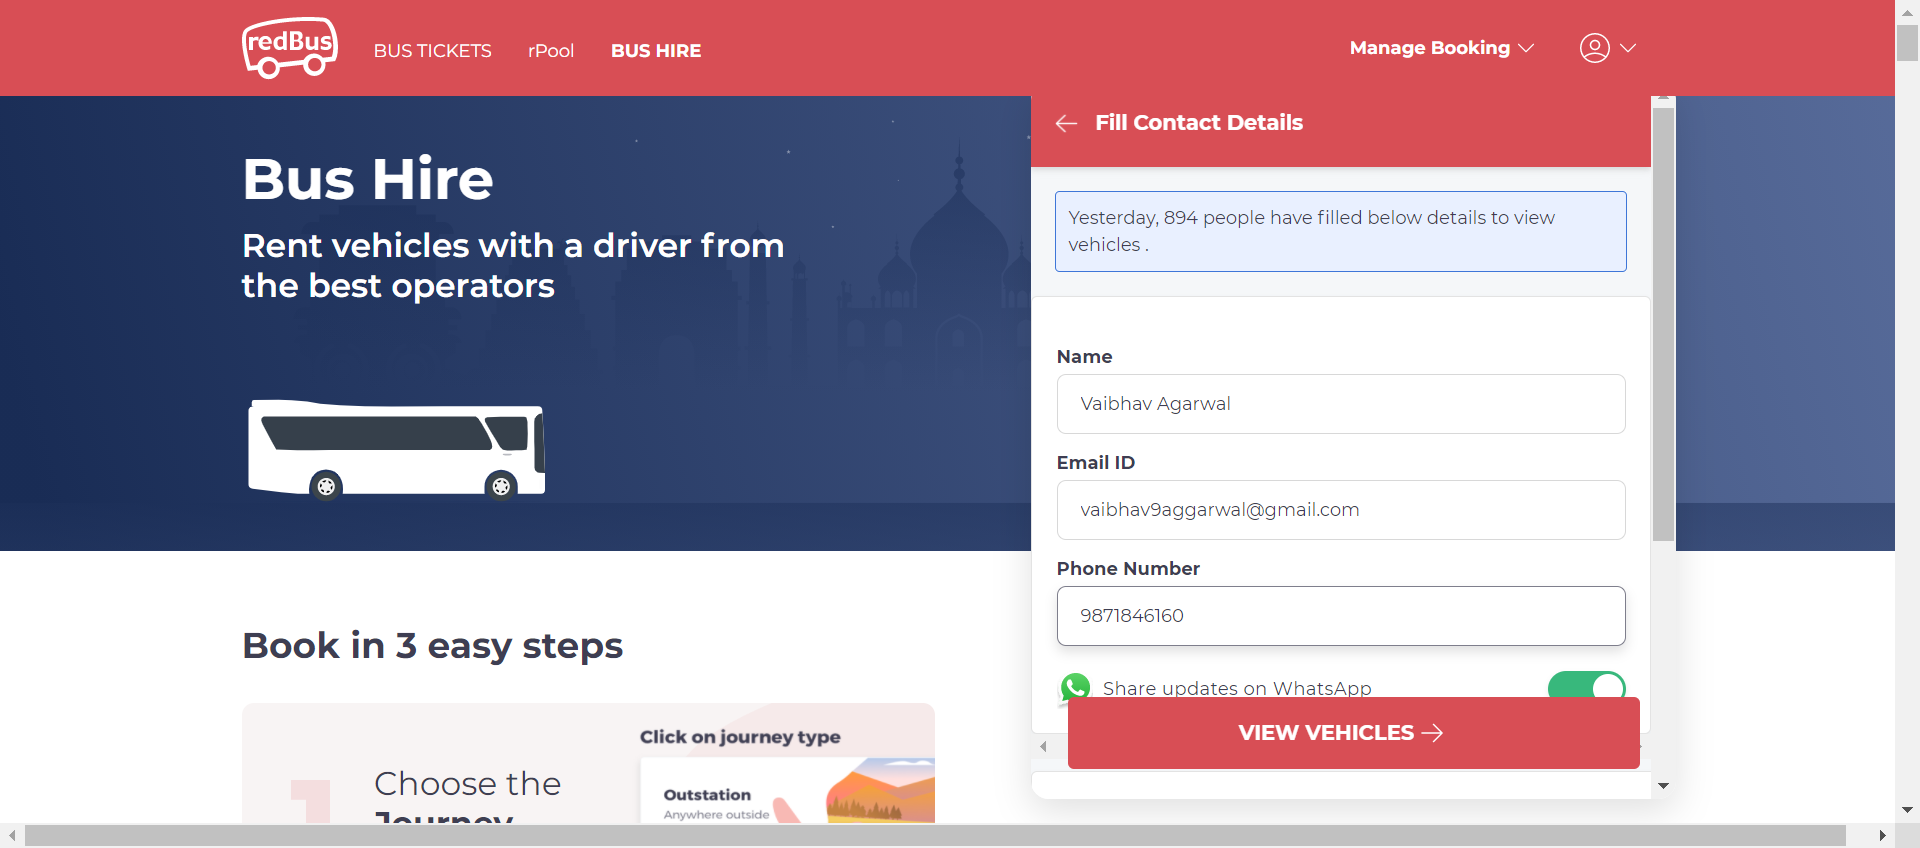 redBus
BUS TICKETS
rPool
BUS HIRE
Manage Booking
Bus Hire
Rent vehicles with a driver from
the best operators
Fill Contact Details
Yesterday, 894 people have filled below details to view
vehicles .
Name
Vaibhav Agarwal
Email ID
vaibhav9aggarwal@gmail.com
Phone Number
9871846160
Share updates on WhatsApp
VIEW VEHICLES
Book in 3 easy steps
1
Choose the
Journey
Click on journey type
Outstation
Anywhere outside